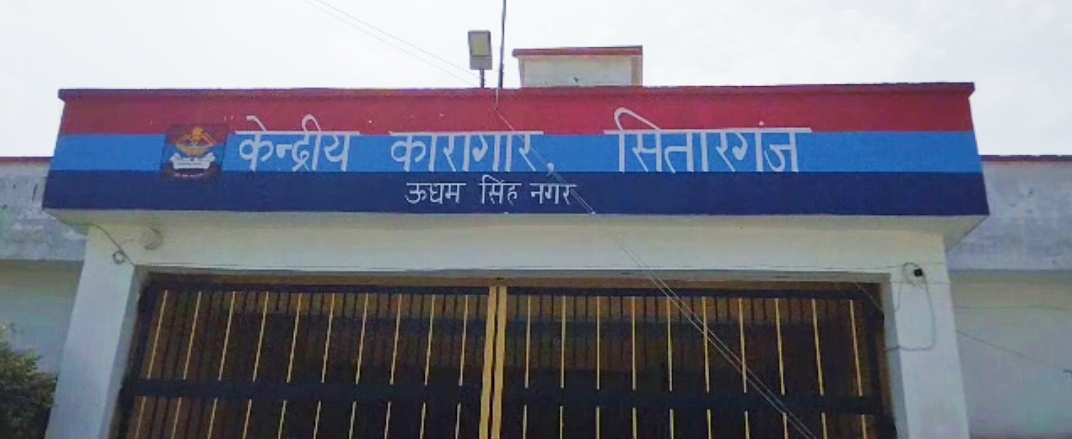 केन्द्रीय कारागार, सितारगंज
ऊधम सिंह नगर